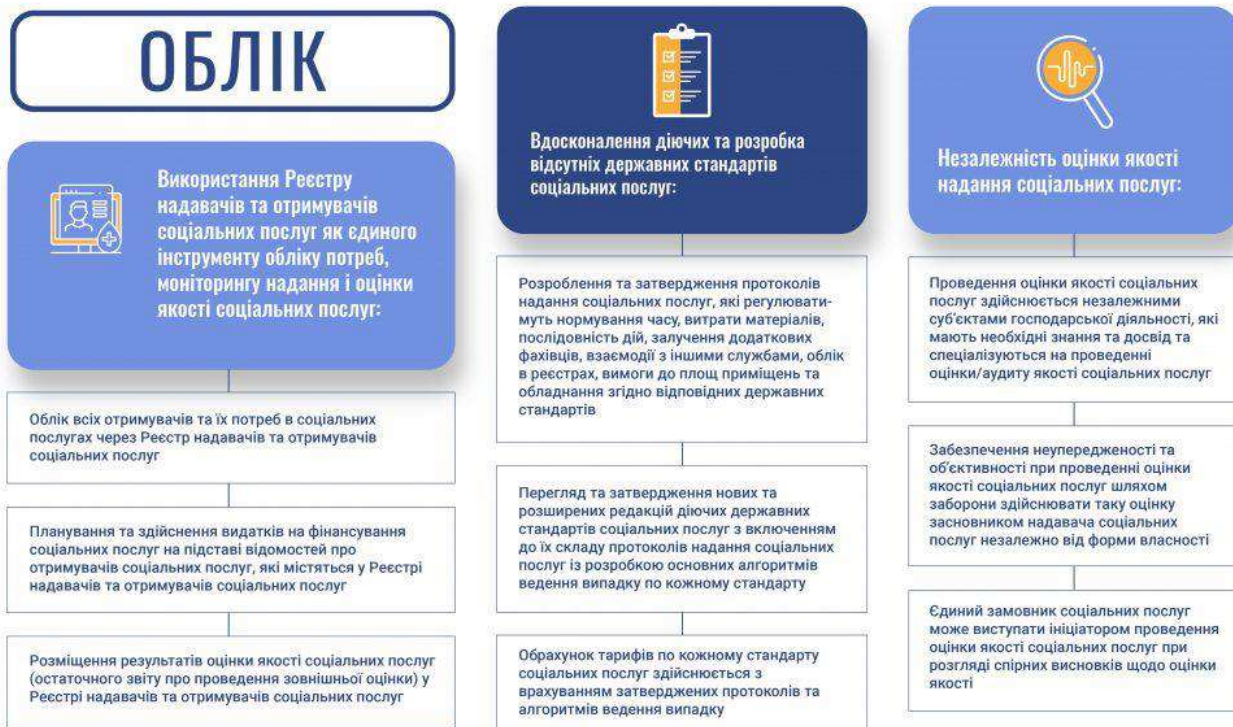 ОБЛІК
Використання Реєстру
надавачів та отримувачів
соціальних послуг як єдиного
інструменту обліку потреб,
моніторингу надання і оцінки
якості соціальних послуг:
Облік всіх отримувачів та їх потреб в соціальних
послугах через Реєстр надавачів та отримувачів
соціальних послуг
Планування та здійснення видатків на фінансування
соціальних послуг на підставі відомостей про
отримувачів соціальних послуг, які містяться у Реєстрі
надавачів та отримувачів соціальних послуг
Розміщення результатів оцінки якості соціальних послуг
(остаточного звіту про проведення зовнішньої оцінки) у
Реєстрі надавачів та отримувачів соціальних послуг
Вдосконалення діючих та розробка
відсутніх державних стандартів
соціальних послуг:
Розроблення та затвердження протоколів
надання соціальних послуг, які регулювати-
муть нормування часу, витрати матеріалів,
послідовність дій, залучення додаткових
фахівців, взаємодії з іншими службами, облік
в реєстрах, вимоги до площ приміщень та
обладнання згідно відповідних державних
стандартів
Перегляд та затвердження нових та
розширених редакцій діючих державних
стандартів соціальних послуг з включенням
до їх складу протоколів надання соціальних
послуг із розробкою основних алгоритмів
ведення випадку по кожному стандарту
Обрахунок тарифів по кожному стандарту
соціальних послуг здійснюється з
врахуванням затверджених протоколів та
алгоритмів ведення випадку
Незалежність оцінки якості
надання соціальних послуг:
Проведення оцінки якості соціальних
послуг здійснюється незалежними
суб'єктами господарської діяльності, які
мають необхідні знання та досвід та
спеціалізуються на проведенні
оцінки/аудиту якості соціальних послуг
Забезпечення неупередженості та
об'єктивності при проведенні оцінки
якості соціальних послуг шляхом
заборони здійснювати таку оцінку
засновником надавача соціальних
послуг незалежно від форми власності
Єдиний замовник соціальних послуг
може виступати ініціатором проведення
оцінки якості соціальних послуг при
розгляді спірних висновків щодо оцінки
якості